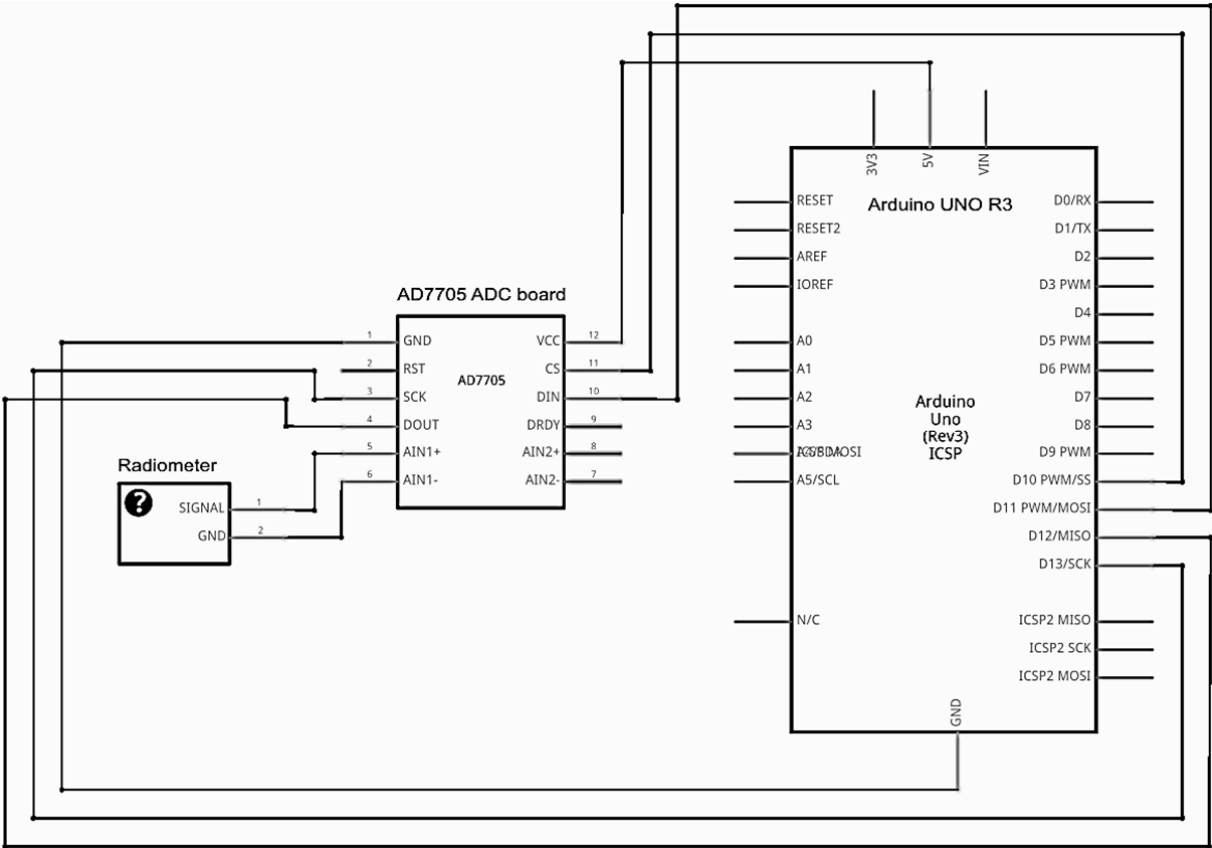 3V3
5V
VIN
Arduino UNO R3
RESET
RESET2
AREF
IOREF
A0
A1
A2
A3
A5/SCL
N/C
D0/RX
D1/TX
D2
D3 PWM
D4
D5 PWM
D6 PWM
D7
D8
D9 PWM
D10 PWM/SS
D11 PWM/MOSI
D12/MISO
D13/SCK
ICSP2 MISO
ICSP2 SCK
ICSP2 MOSI
Arduino
Uno
(Rev3)
ICSP
GND
AD7705 ADC board
AD7705
1 GND
2 RST
3 SCK
4 DOUT
5 AIN1+
6 AIN1-
VCC 12
CS 11
DIN 10
DRDY 9
AIN2+ 8
AIN2- 7
Radiometer
?
SIGNAL 1
GND 2